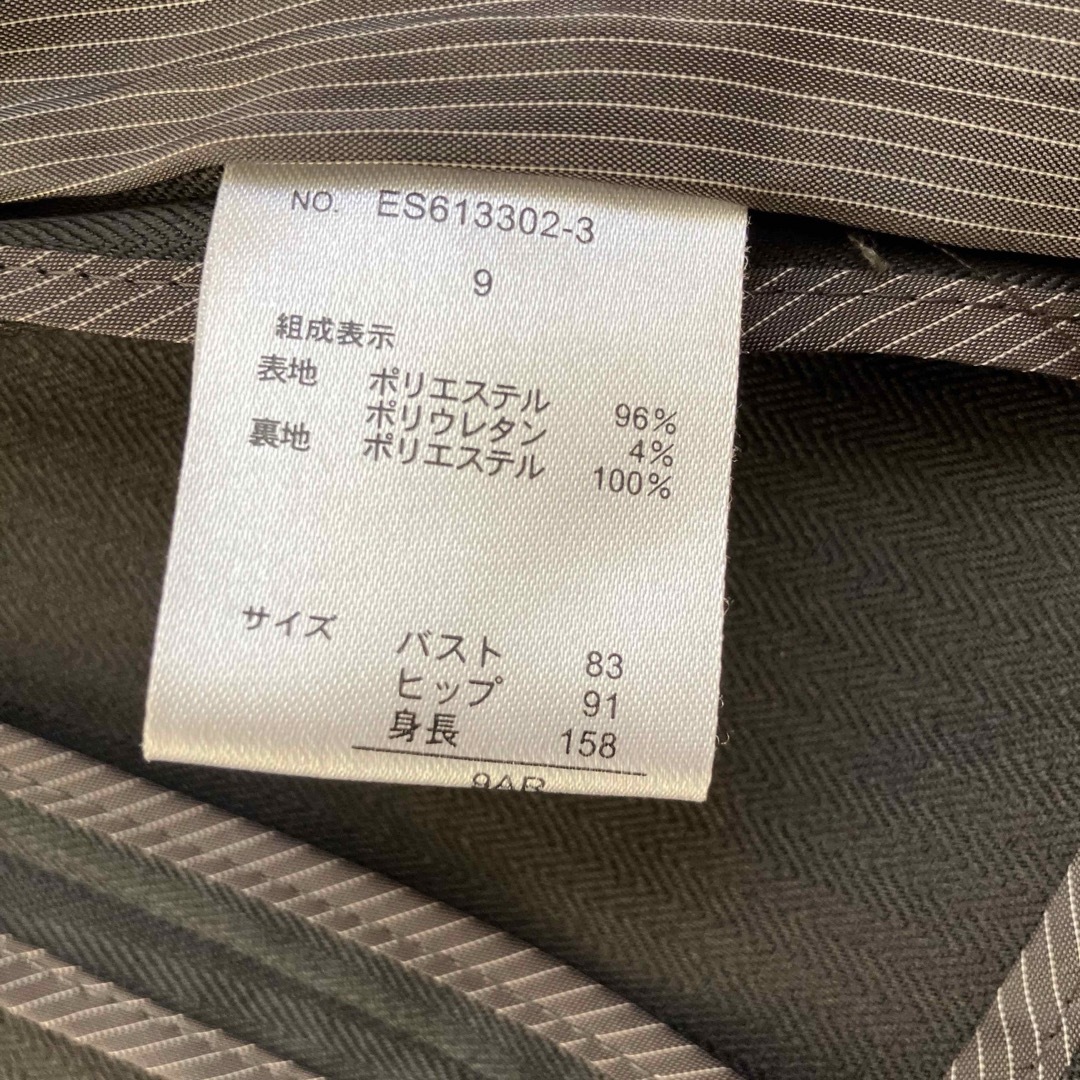 NO. ES613302-3
9
組成表示
表地 ポリエステル 96%
ポリウレタン 4%
裏地 ポリエステル 100%
サイズ バスト 83
ヒップ 91
身長 158
9AR